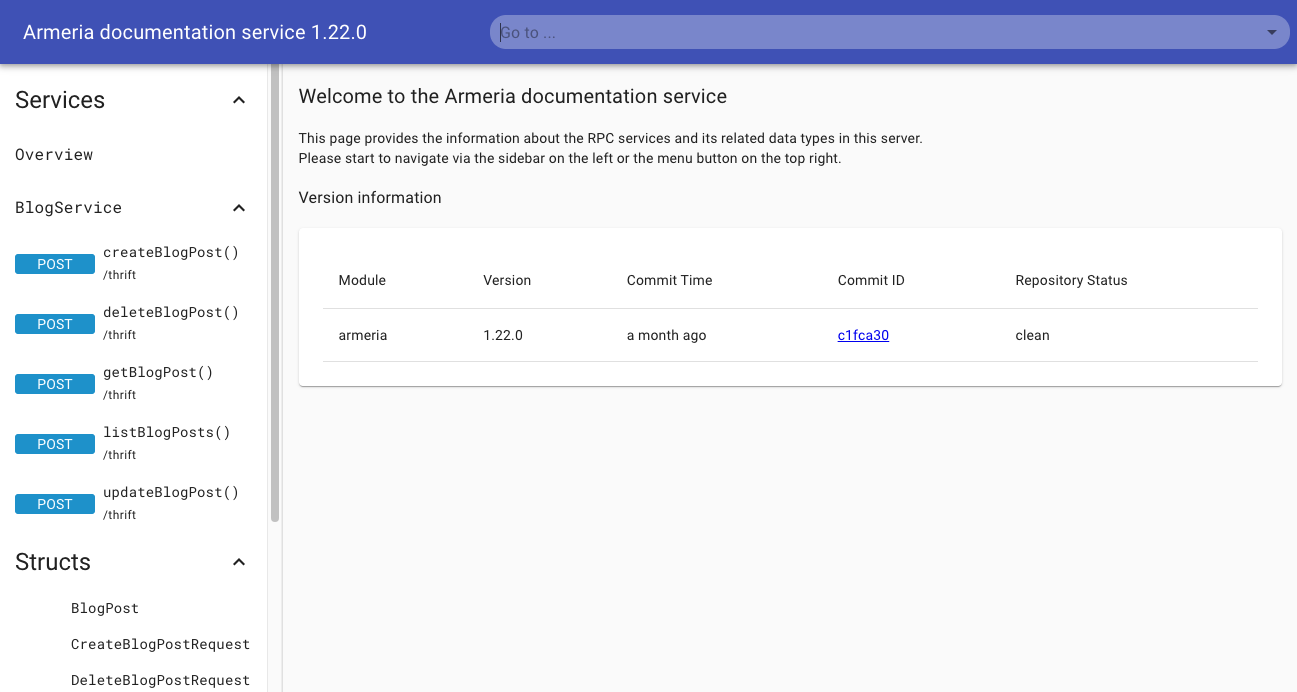 Armeria documentation service 1.22.0
Go to ...
Services
Overview
BlogService
POST createBlogPost()
/thrift
POST deleteBlogPost()
/thrift
POST getBlogPost()
/thrift
POST listBlogPosts()
/thrift
POST updateBlogPost()
/thrift
Structs
BlogPost
CreateBlogPostRequest
DeleteBlogPostRequest
Welcome to the Armeria documentation service
This page provides the information about the RPC services and its related data types in this server.
Please start to navigate via the sidebar on the left or the menu button on the top right.
Version information
Module Version Commit Time Commit ID Repository Status
armeria 1.22.0 a month ago c1fca30 clean